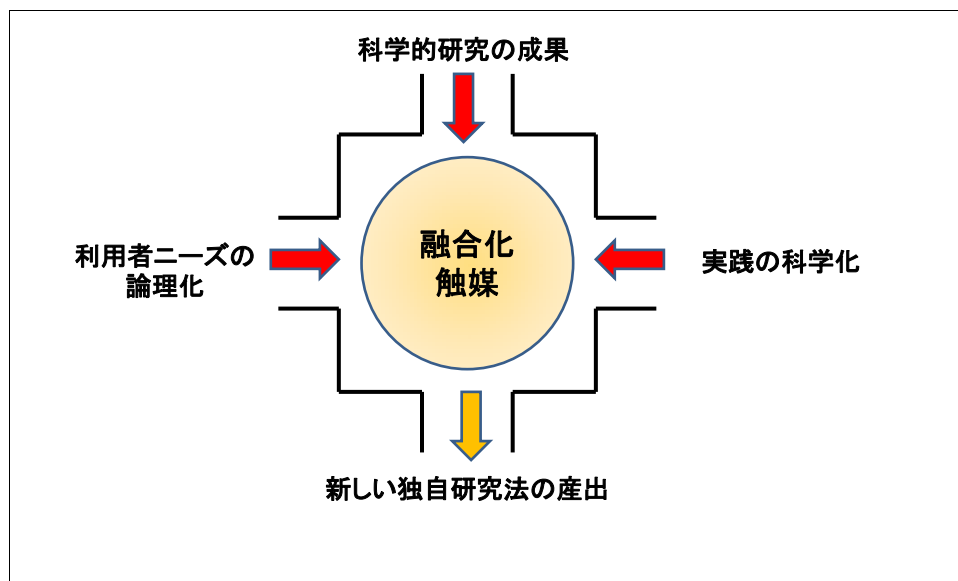 科学的研究の成果
利用者ニーズの
論理化
融合化
触媒
実践の科学化
新しい独自研究法の産出